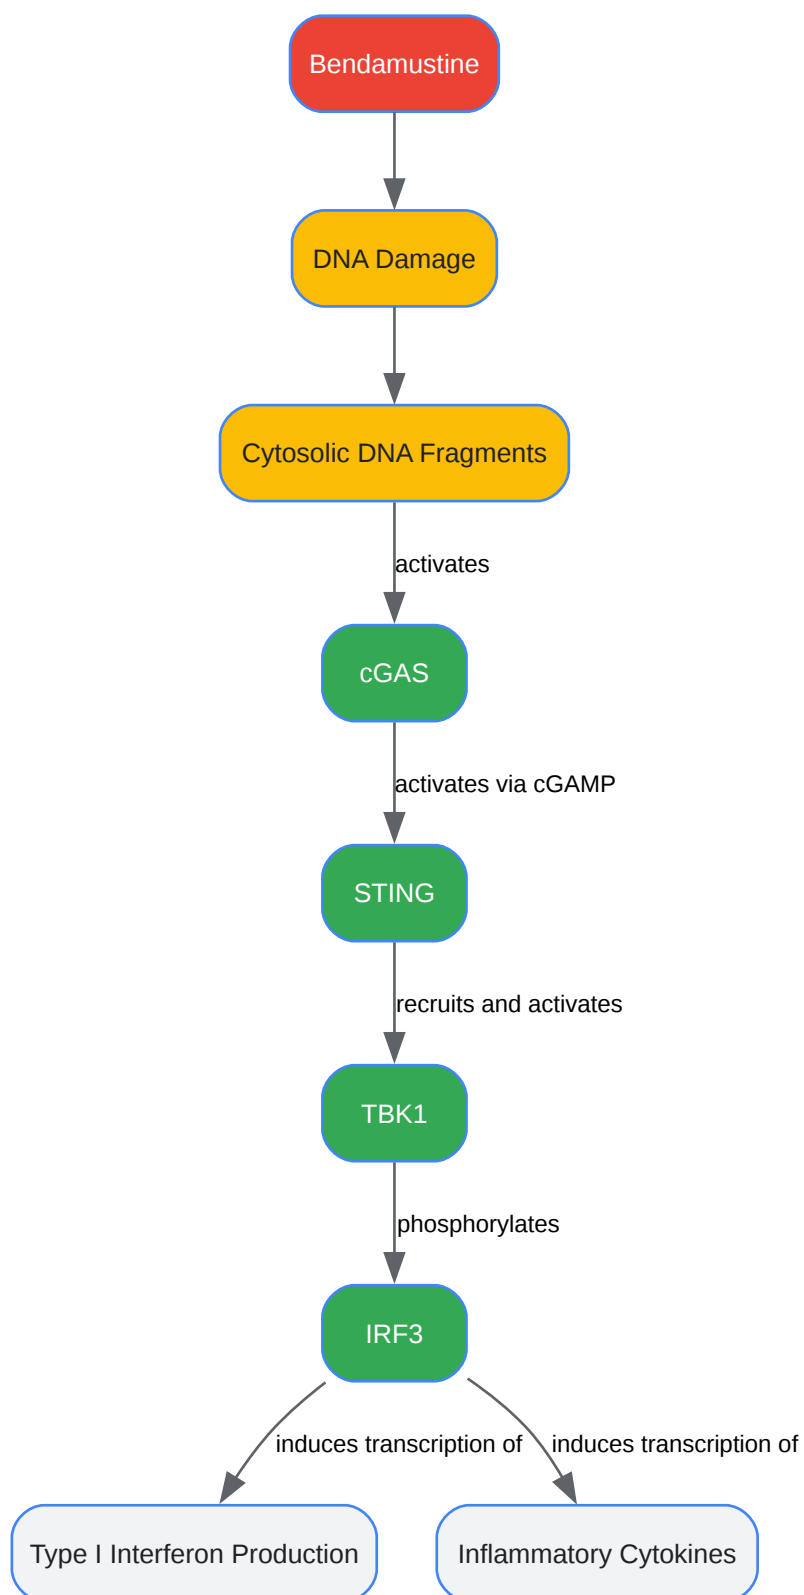 Bendamustine
DNA Damage
Cytosolic DNA Fragments
activates
cGAS
activates via cGAMP
STING
recruits and activates
TBK1
phosphorylates
IRF3
induces transcription of
induces transcription of
Type I Interferon Production
Inflammatory Cytokines